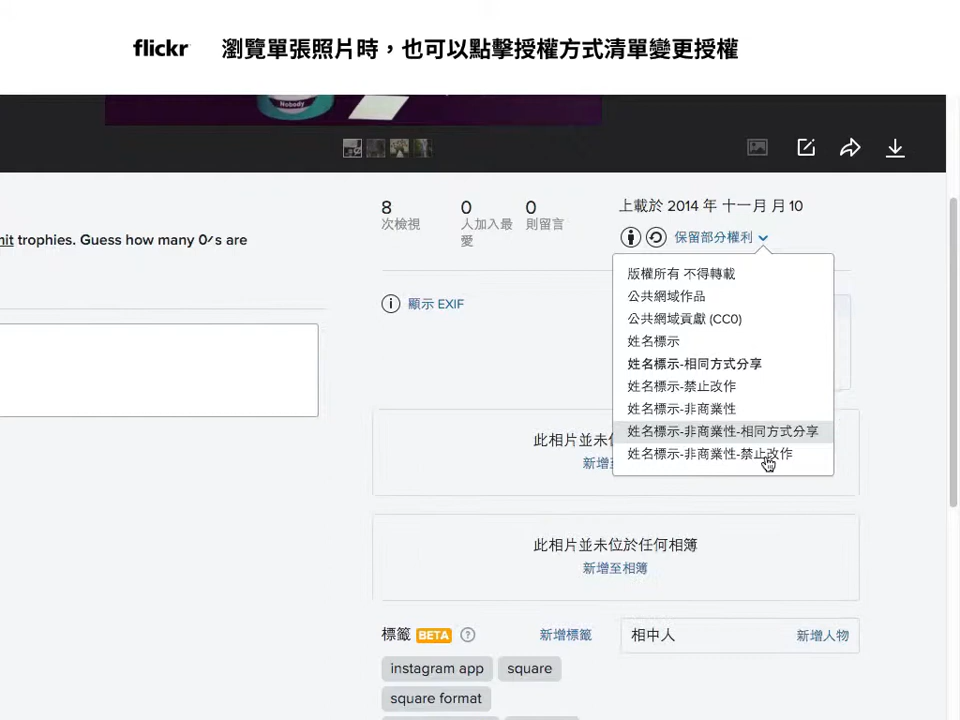 flickr 瀏覽單張照片時，也可以點擊授權方式清單變更授權
Nobody
8
次檢視
0
人加入最
愛
0
則留言
上載於 2014 年 十一月 月 10
保留部分權利
nit trophies. Guess how many 0's are
顯示 EXIF
版權所有 不得轉載
公共網域作品
公共網域貢獻 (CC0)
姓名標示
姓名標示-相同方式分享
姓名標示-禁止改作
姓名標示-非商業性
姓名標示-非商業性-相同方式分享
姓名標示-非商業性-禁止改作
此相片並未
新增至
此相片並未位於任何相簿
新增至相簿
標籤 BETA ? 新增標籤
相中人 新增人物
instagram app
square
square format